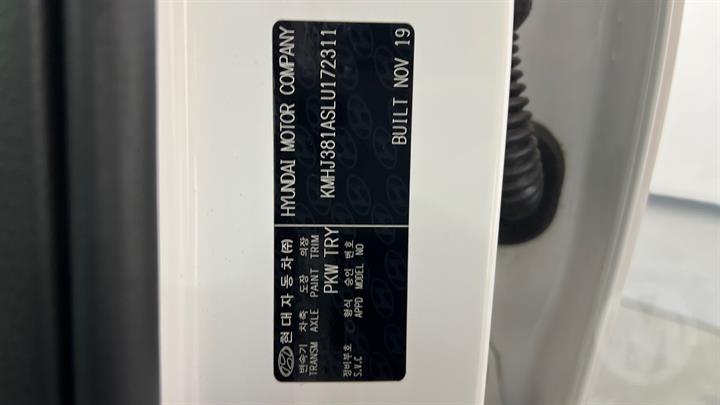 현대자동차㈜ HYUNDAI MOTOR COMPANY
변속기 차축 도장 의장
TRANSM AXLE PAINT TRIM
PKW TRY
KMHJ381ASLU172311
정비부호 형식 승인 번호
S.V.C APPD MODEL NO
BUILT NOV 19